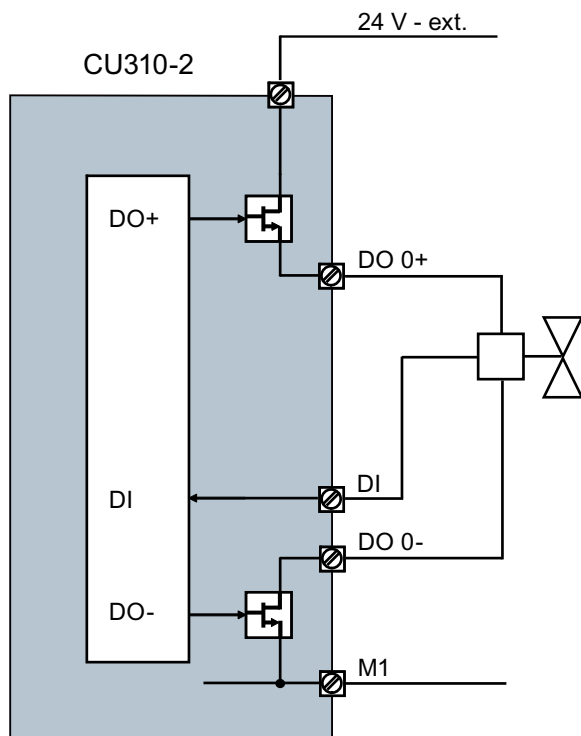 24 V - ext.
CU310-2
DO+
DO 0+
DI
DI
DO 0-
DO-
M1